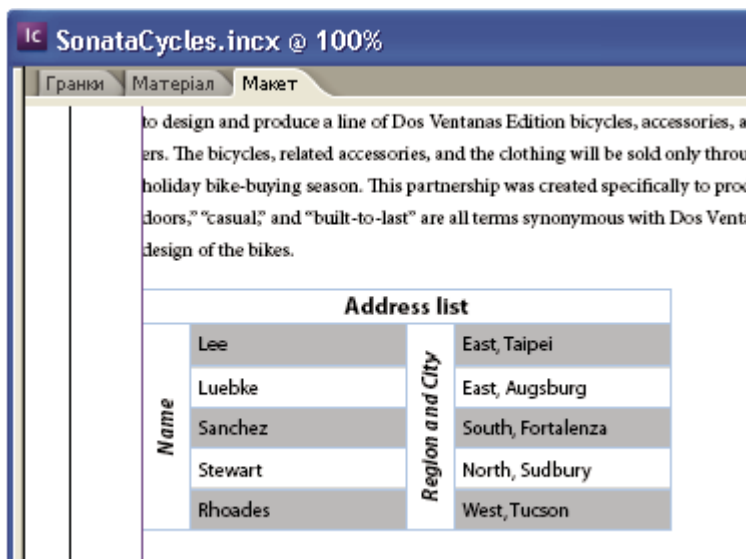 Ic SonataCycles.incx @ 100%
Гранки Матеріал Макет
to design and produce a line of Dos Ventanas Edition bicycles, accessories, a
ers. The bicycles, related accessories, and the clothing will be sold only throu
holiday bike-buying season. This partnership was created specifically to prod
doors,” “casual,” and “built-to-last” are all terms synonymous with Dos Venta
design of the bikes.
Address list
Name
Region and City
Lee East, Taipei
Luebke East, Augsburg
Sanchez South, Fortalenza
Stewart North, Sudbury
Rhoades West, Tucson